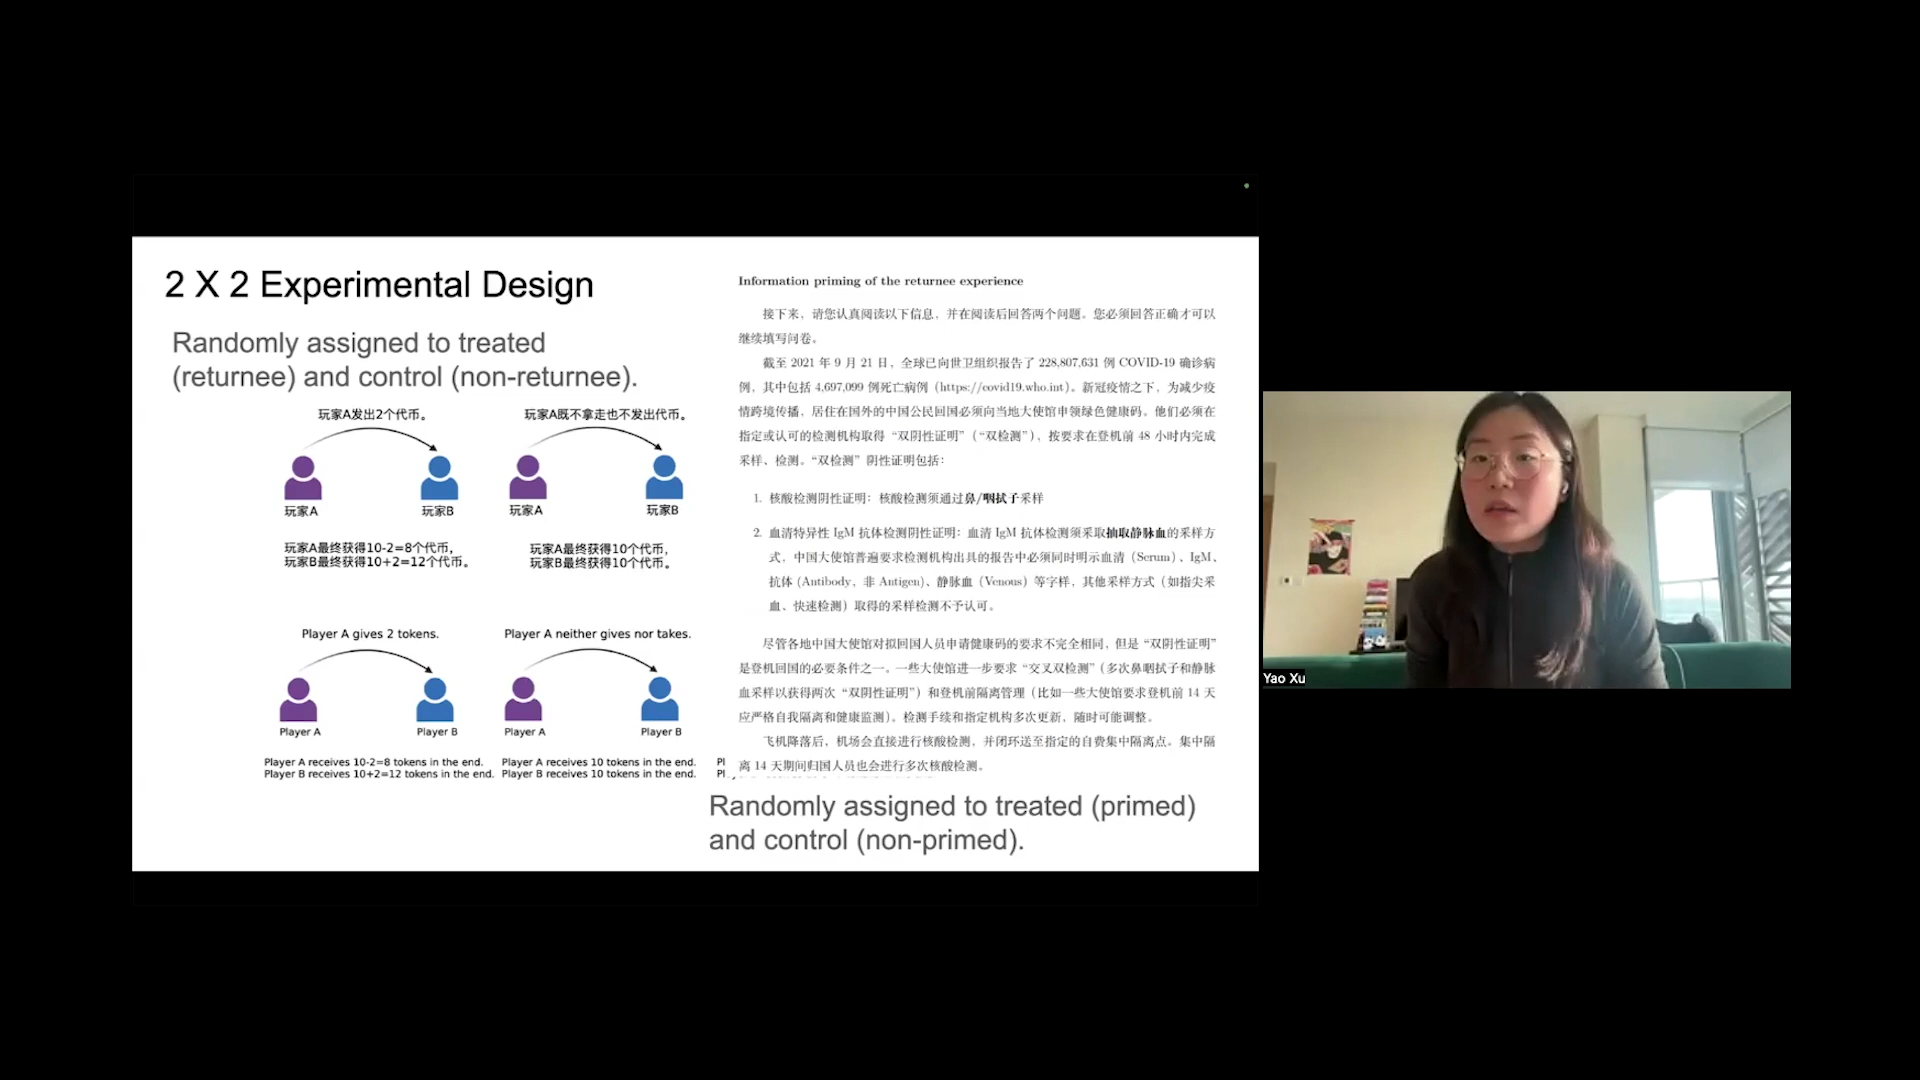 2 X 2 Experimental Design
Randomly assigned to treated
(returnee) and control (non-returnee).
玩家A发出2个代币。
玩家A既不拿走也不发出代币。
玩家A
玩家B
玩家A
玩家B
玩家A最终获得10-2=8个代币,
玩家B最终获得10+2=12个代币。
玩家A最终获得10个代币,
玩家B最终获得10个代币。
Player A gives 2 tokens.
Player A neither gives nor takes.
Player A
Player B
Player A
Player B
Player A receives 10-2=8 tokens in the end.
Player B receives 10+2=12 tokens in the end.
Player A receives 10 tokens in the end.
Player B receives 10 tokens in the end.
Information priming of the returnee experience
接下来，请您认真阅读以下信息，并在阅读后回答两个问题。您必须回答正确才可以
继续填写问卷。
截至 2021 年 9 月 21 日，全球已向世卫组织报告了 228,807,631 例 COVID-19 确诊病
例，其中包括 4,697,099 例死亡病例（https://covid19.who.int）。新冠疫情之下，为减少疫
情跨境传播，居住在国外的中国公民回国必须向当地大使馆申领绿色健康码。他们必须在
指定或认可的检测机构取得“双阴性证明”（“双检测”），按要求在登机前 48 小时内完成
采样、检测。“双检测”阴性证明包括：
1. 核酸检测阴性证明：核酸检测须通过鼻/咽拭子采样
2. 血清特异性 IgM 抗体检测阴性证明：血清 IgM 抗体检测须采取抽取静脉血的采样方
式，中国大使馆普遍要求检测机构出具的报告中必须同时明示血清（Serum）、IgM、
抗体 (Antibody，非 Antigen)、静脉血（Venous）等字样，其他采样方式（如指尖采
血、快速检测）取得的采样检测不予认可。
尽管各地中国大使馆对拟回国人员申请健康码的要求不完全相同，但是“双阴性证明”
是登机回国的必要条件之一。一些大使馆进一步要求“交叉双检测”（多次鼻咽拭子和静脉
血采样以获得两次“双阴性证明”）和登机前隔离管理（比如一些大使馆要求登机前 14 天
应严格自我隔离和健康监测）。检测手续和指定机构多次更新，随时可能调整。
飞机降落后，机场会直接进行核酸检测，并闭环送至指定的自费集中隔离点。集中隔
离 14 天期间归国人员也会进行多次核酸检测。
Randomly assigned to treated (primed)
and control (non-primed).
Yao Xu